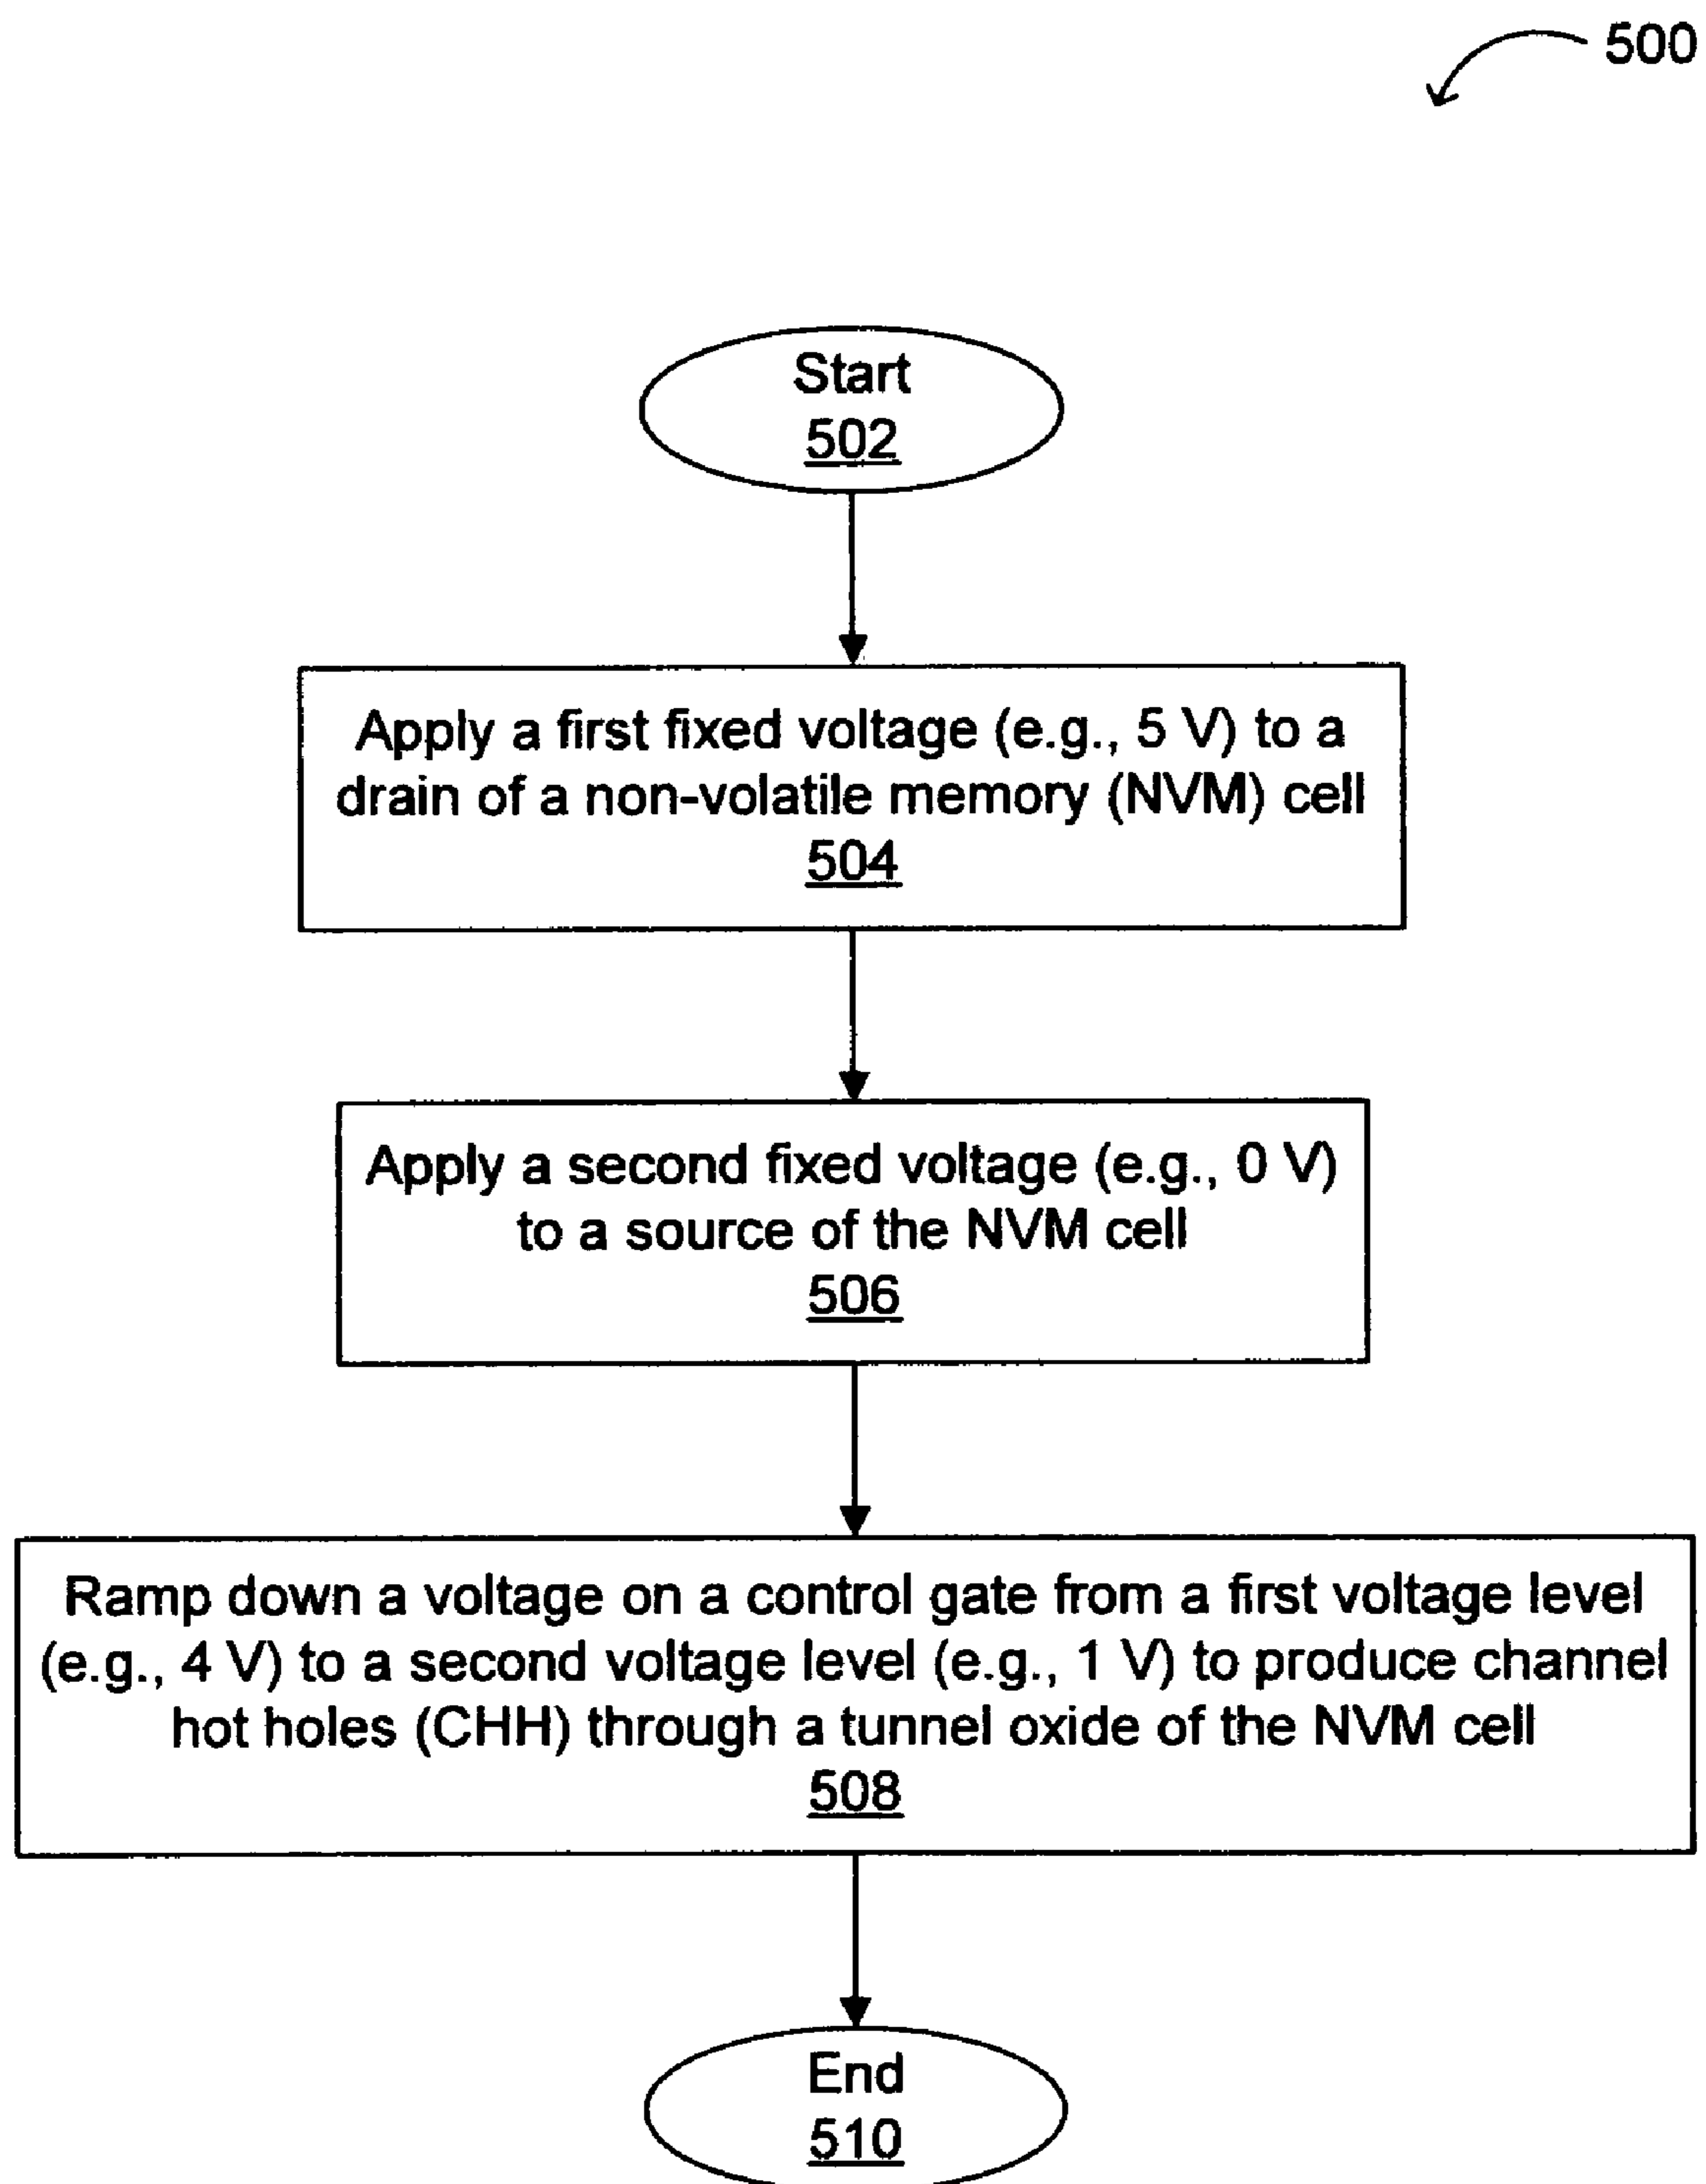 500
Start
502
Apply a first fixed voltage (e.g., 5 V) to a
drain of a non-volatile memory (NVM) cell
504
Apply a second fixed voltage (e.g., 0 V)
to a source of the NVM cell
506
Ramp down a voltage on a control gate from a first voltage level
(e.g., 4 V) to a second voltage level (e.g., 1 V) to produce channel
hot holes (CHH) through a tunnel oxide of the NVM cell
508
End
510